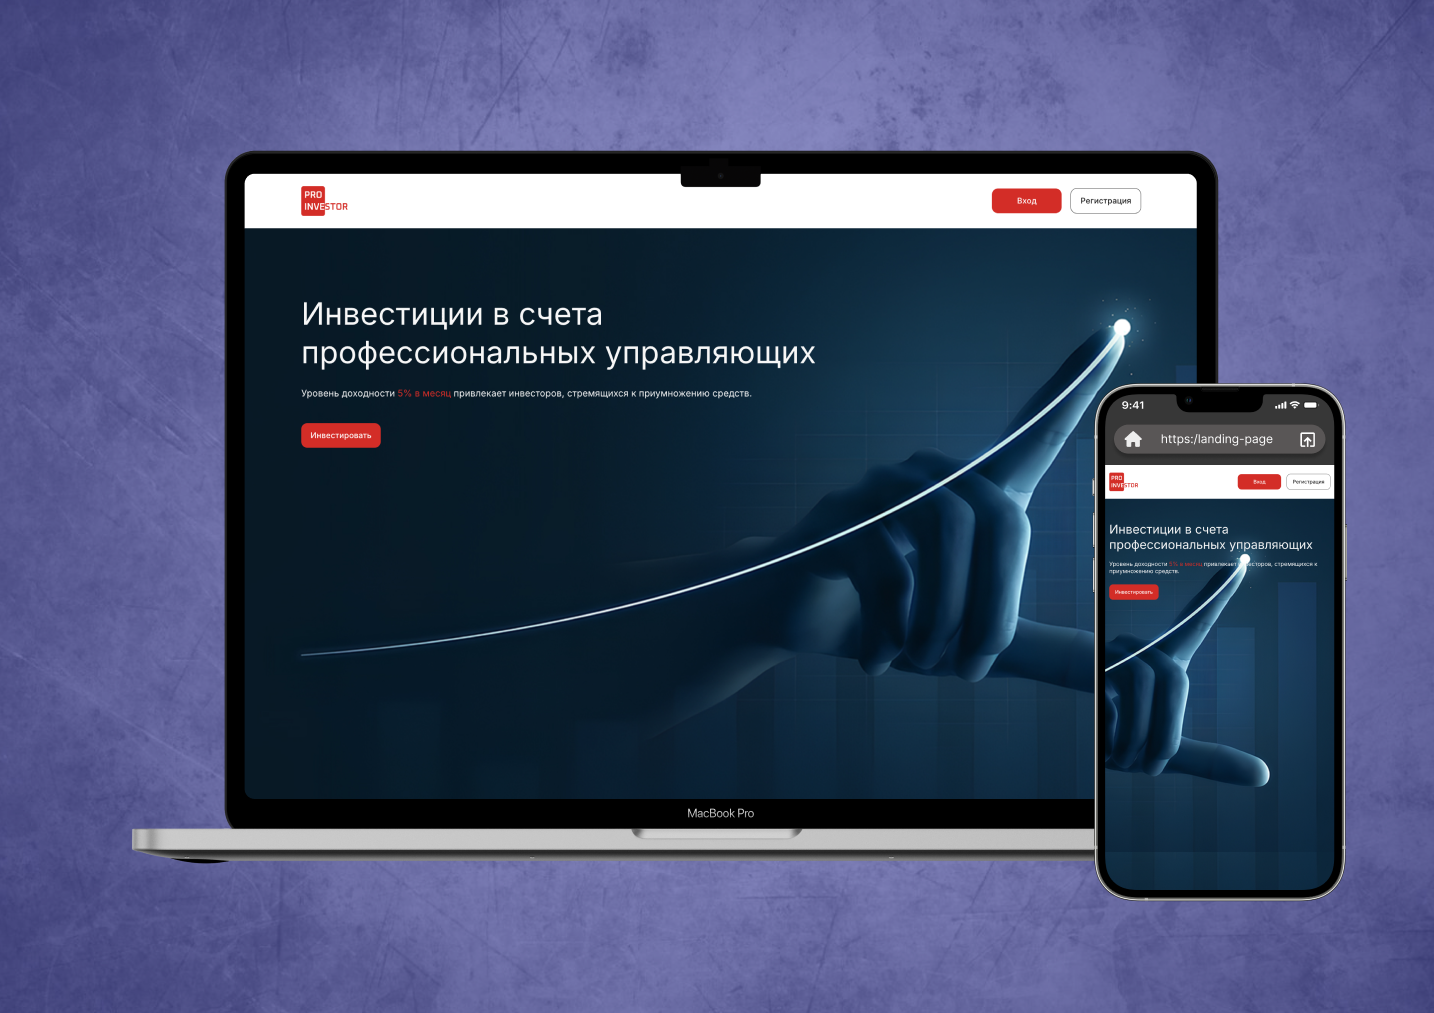 PRO
INVESTOR
Вход
Регистрация
Инвестиции в счета
профессиональных управляющих
Уровень доходности 5% в месяц привлекает инвесторов, стремящихся к приумножению средств.
Инвестировать
MacBook Pro
9:41
https:/landing-page
PRO
INVESTOR
Вход
Регистрация
Инвестиции в счета
профессиональных управляющих
Уровень доходности 5% в месяц привлекает инвесторов, стремящихся к
приумножению средств.
Инвестировать